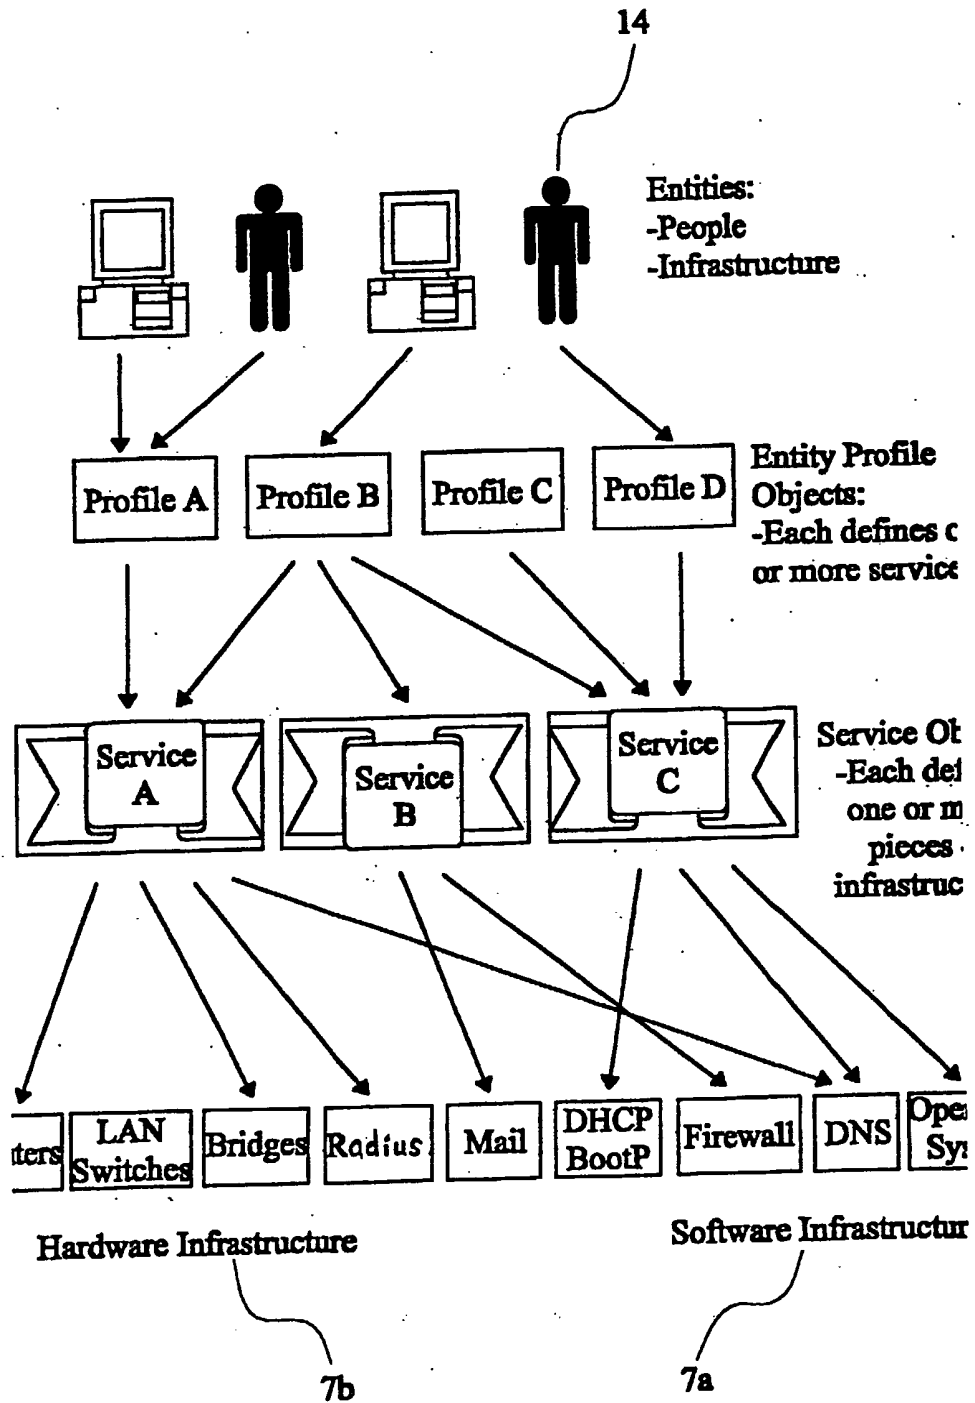 14
Entities:
-People
-Infrastructure
Profile A
Profile B
Profile C
Profile D
Entity Profile
Objects:
-Each defines
or more service
Service
A
Service
B
Service
C
Service
-Each
one or
pieces
LAN
Switches
Bridges
Radius
Mail
DHCP
BootP
Firewall
DNS
Hardware Infrastructure
Software
7b
7a